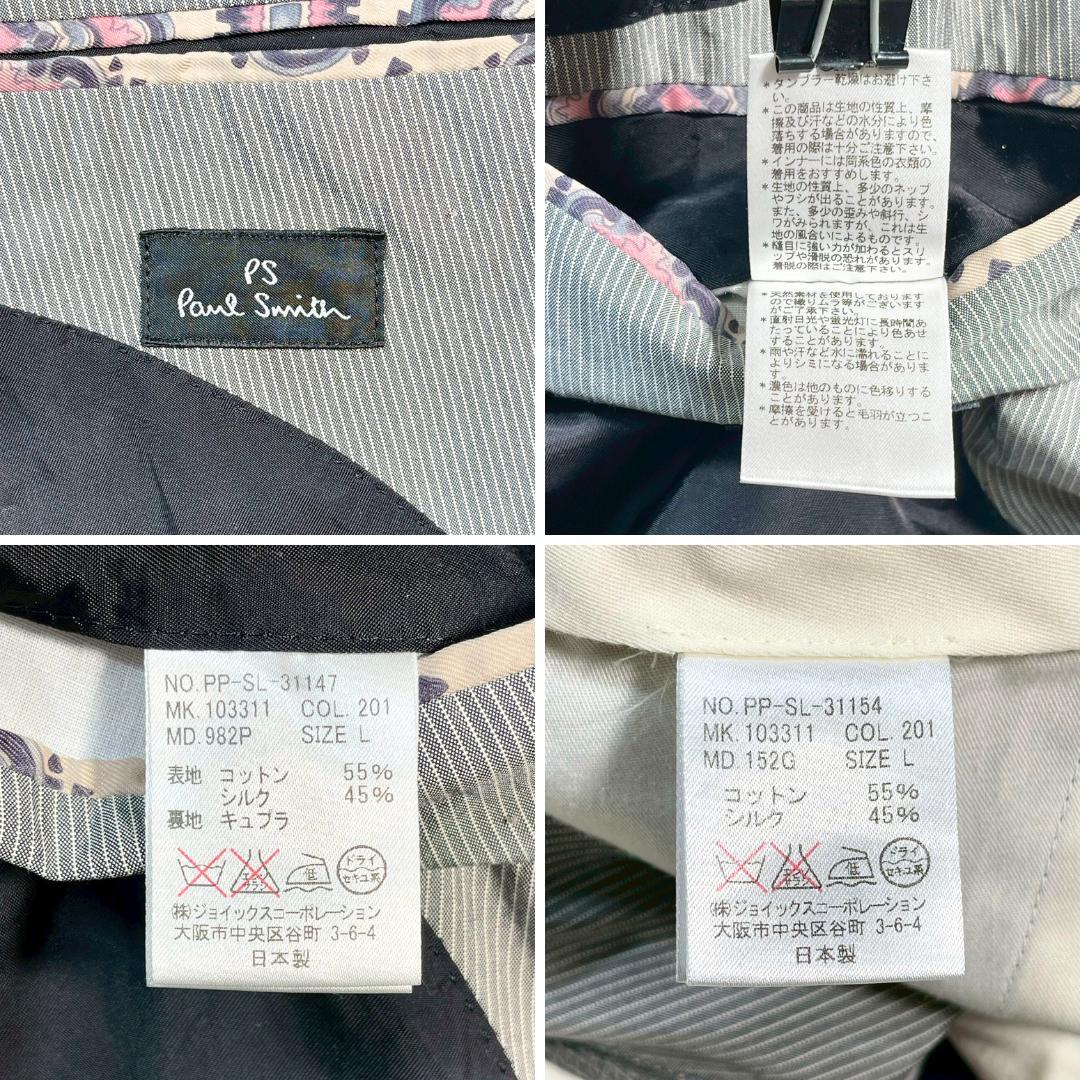 PS
Paul Smith
*タンブラー乾燥はお避け下さ
い。
*この商品は生地の性質上、摩
擦及び汗などの水分により色
落ちする場合がありますので、
着用の際は十分ご注意下さい。
*インナーには同系色の衣類の
着用をおすすめします。
*生地の性質上、多少のネップ
やフシが出ることがあります。
また、多少の歪みや斜行、シ
ワがみられますが、これは生
地の風合いによるものです。
*縫目に強い力が加わるとスリ
ップや滑脱の恐れがあります。
着脱の際はご注意下さい。
*天然素材を使用しております
ので織りムラ等がございます
がご了承下さい。
*直射日光や蛍光灯に長時間あ
たっていることにより色あせ
することがあります。
*雨や汗など水に濡れることに
よりシミになる場合がありま
す。
*濃色は他のものに色移りする
ことがあります。
*摩擦を受けると毛羽が立つこ
とがあります。
NO.PP-SL-31147
MK.103311 COL.201
MD.982P SIZE L
表地 コットン 55%
シルク 45%
裏地 キュプラ
エンソ
サラシ
低
ドライ
セキユ系
㈱ジョイックスコーポレーション
大阪市中央区谷町 3-6-4
日本製
NO.PP-SL-31154
MK.103311 COL.201
MD.152G SIZE L
コットン 55%
シルク 45%
エンソ
サラシ
低
ドライ
セキユ系
㈱ジョイックスコーポレーション
大阪市中央区谷町 3-6-4
日本製